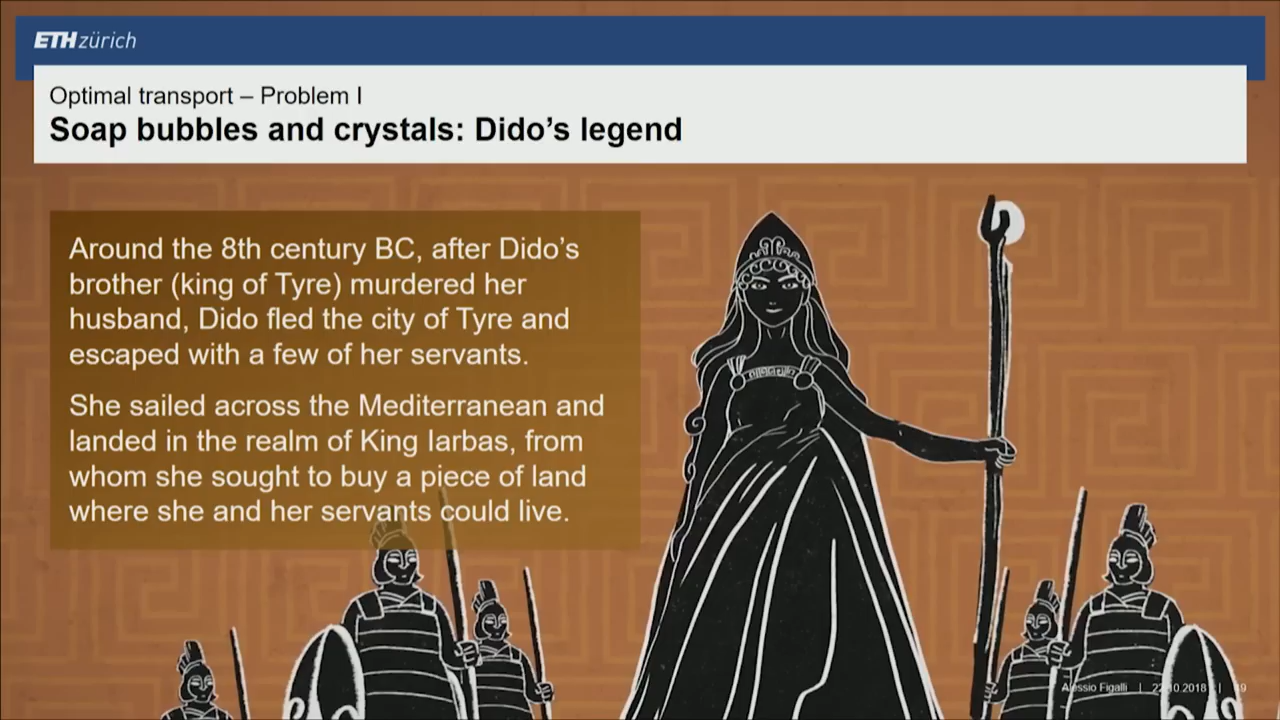 ETH zürich
Optimal transport – Problem I
Soap bubbles and crystals: Dido's legend
Around the 8th century BC, after Dido's
brother (king of Tyre) murdered her
husband, Dido fled the city of Tyre and
escaped with a few of her servants.
She sailed across the Mediterranean and
landed in the realm of King Iarbas, from
whom she sought to buy a piece of land
where she and her servants could live.
Alessio Figalli | 22.10.2018 |